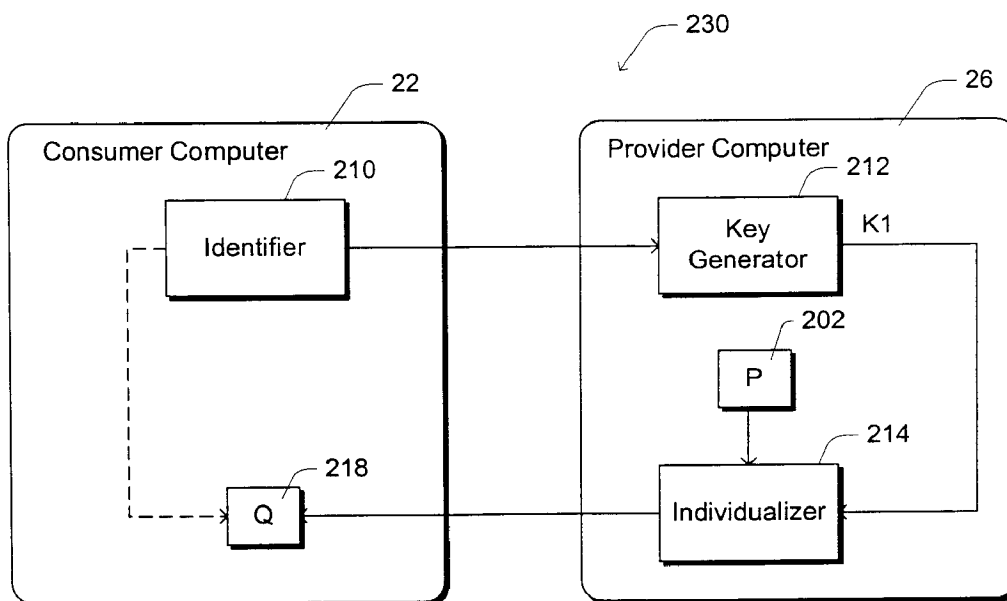 230
22
26
Consumer Computer
Provider Computer
210
212
Identifier
Key
Generator
K1
202
P
218
214
Q
Individualizer